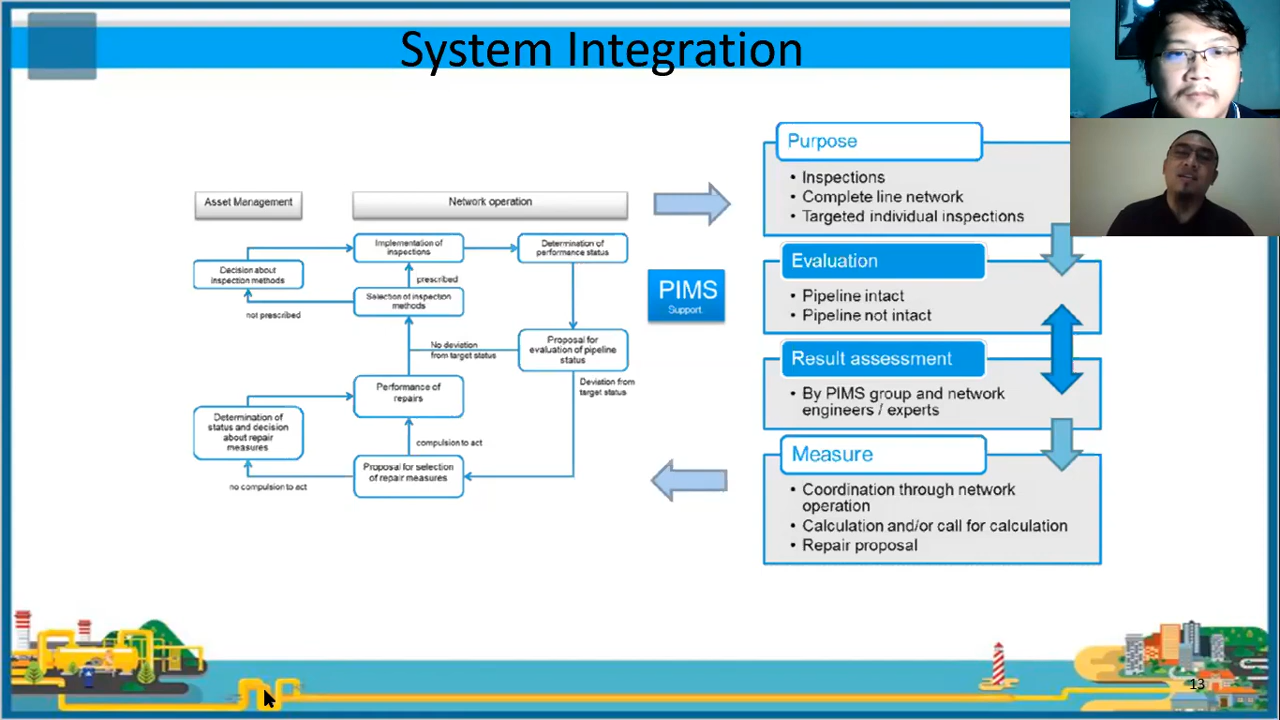 System Integration
Asset Management
Network operation
Implementation of
inspections
Determination of
performance status
Decision about
inspection methods
prescribed
Selection of inspection
methods
not prescribed
No deviation
from target status
Proposal for
evaluation of pipeline
status
Deviation from
target status
Performance of
repairs
Determination of
status and decision
about repair
measures
compulsion to act
Proposal for selection
of repair measures
no compulsion to act
PIMS
Support
Purpose
• Inspections
• Complete line network
• Targeted individual inspections
Evaluation
• Pipeline intact
• Pipeline not intact
Result assessment
• By PIMS group and network
engineers / experts
Measure
• Coordination through network
operation
• Calculation and/or call for calculation
• Repair proposal
13